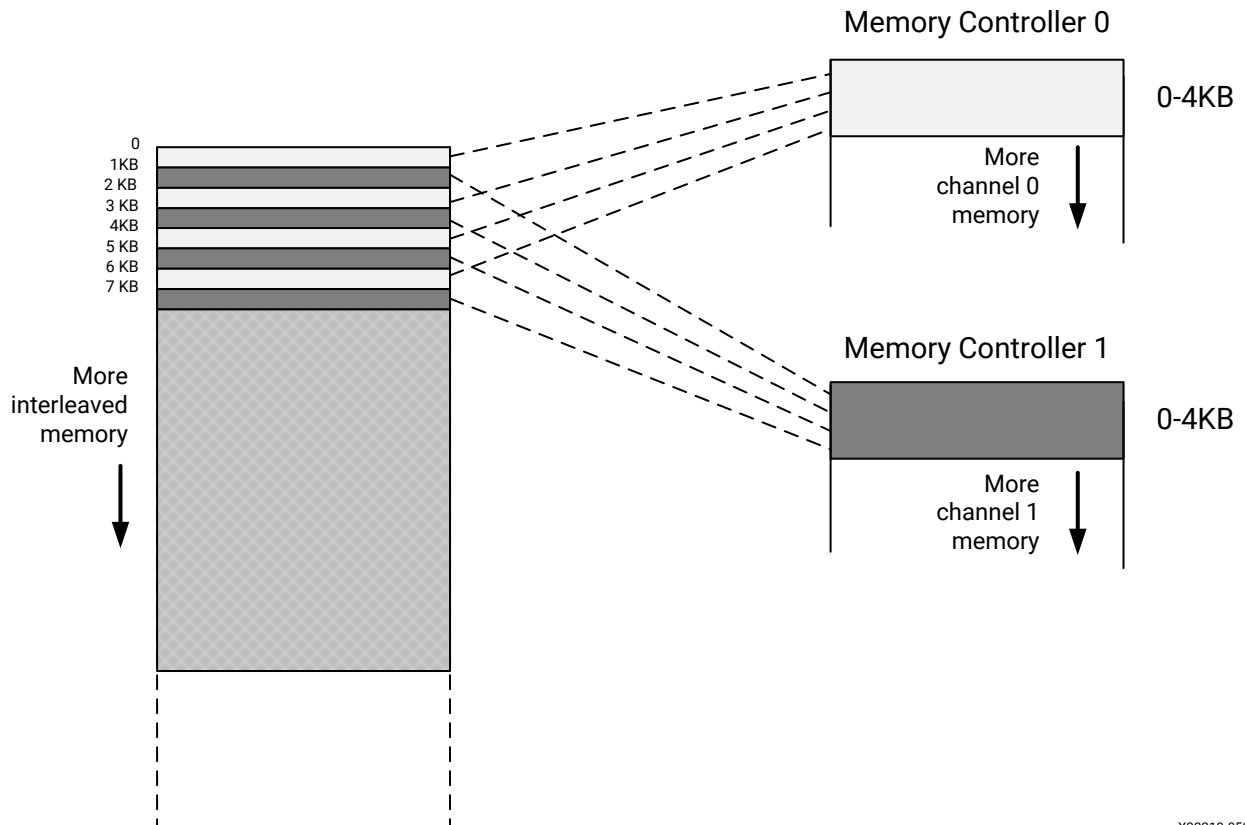 Memory Controller 0
0-4KB
More
channel 0
memory
0
1KB
2 KB
3 KB
4KB
5 KB
6 KB
7 KB
More
interleaved
memory
Memory Controller 1
0-4KB
More
channel 1
memory